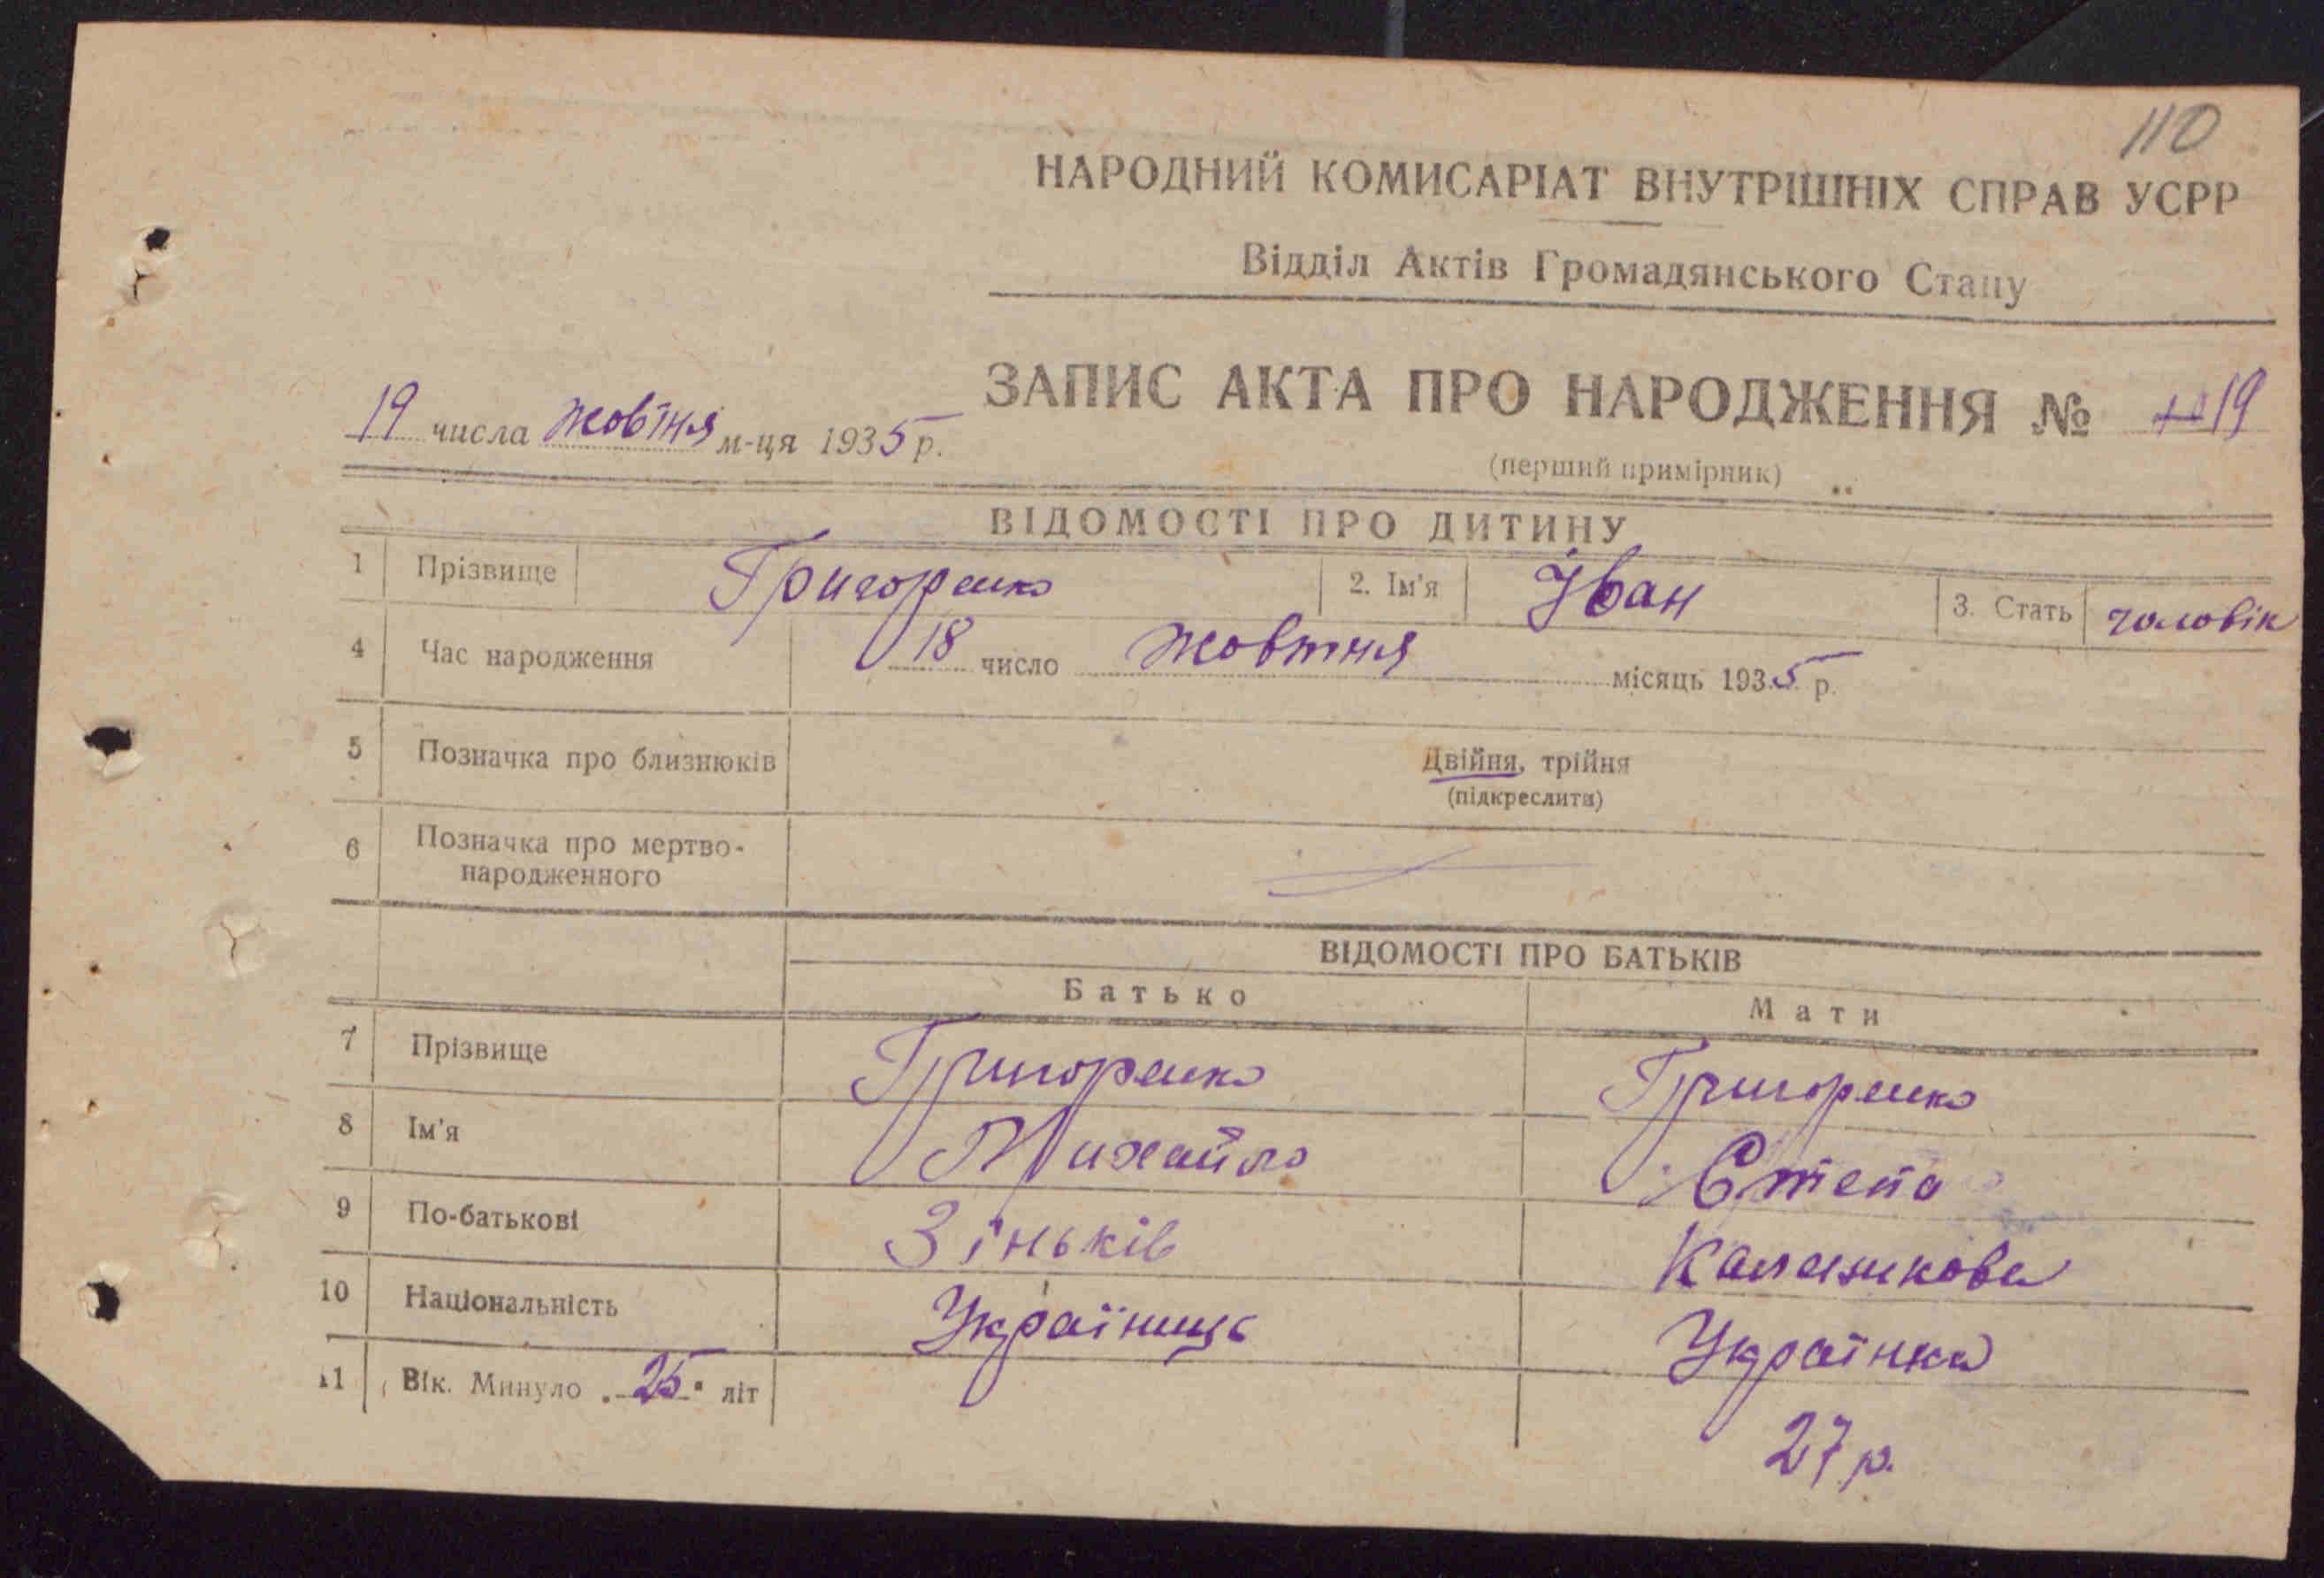 110
НАРОДНИЙ КОМИСАРІАТ ВНУТРІШНІХ СПРАВ УСРР
Відділ Актів Громадянського Стану
ЗАПИС АКТА ПРО НАРОДЖЕННЯ № 19
19 числа жовтня м-ця 1935 р.
(перший примірник)
ВІДОМОСТІ ПРО ДИТИНУ
1 Прізвище Григоренко 2. Ім'я Іван 3. Стать чоловік
4 Час народження 18 число жовтня місяць 1935 р.
5 Позначка про близнюків Двійня, трійня
(підкреслити)
6 Позначка про мертво-
народженного
ВІДОМОСТІ ПРО БАТЬКІВ
Батько Мати
7 Прізвище Григоренко Григоренко
8 Ім'я Михайло Степа
9 По-батькові Зіньків
10 Національність Українець Українка
11 Вік. Минуло 25 літ 27 р.